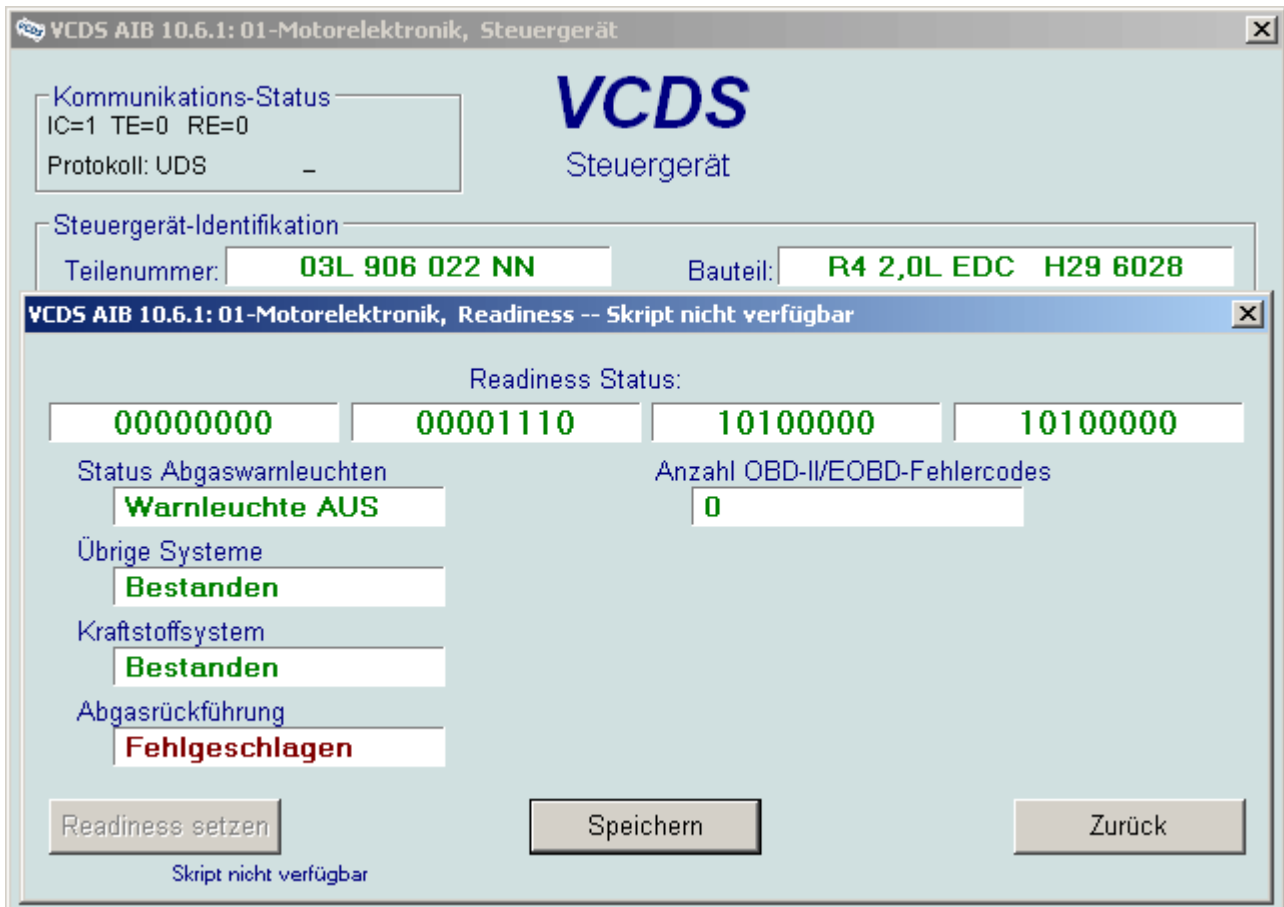 VCDS AIB 10.6.1: 01-Motorelektronik, Steuergerät
Kommunikations-Status
IC=1 TE=0 RE=0
Protokoll: UDS –
VCDS
Steuergerät
Steuergerät-Identifikation
Teilenummer: 03L 906 022 NN Bauteil: R4 2,0L EDC H29 6028
VCDS AIB 10.6.1: 01-Motorelektronik, Readiness -- Skript nicht verfügbar
Readiness Status:
00000000 00001110 10100000 10100000
Status Abgaswarnleuchten Anzahl OBD-II/EOBD-Fehlercodes
Warnleuchte AUS 0
Übrige Systeme
Bestanden
Kraftstoffsystem
Bestanden
Abgasrückführung
Fehlgeschlagen
Readiness setzen Speichern Zurück
Skript nicht verfügbar